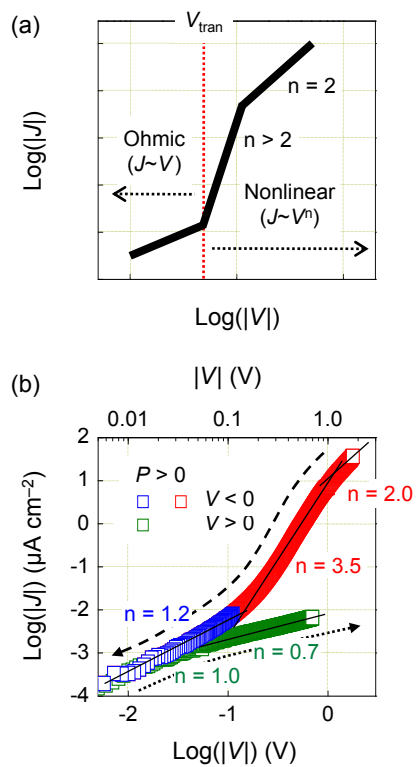 (a)
V_tran
n = 2
n > 2
Ohmic
(J~V)
Nonlinear
(J~Vⁿ)
Log(|J|)
Log(|V|)
(b)
|V| (V)
0.01 0.1 1.0
2
1
0
-1
-2
-3
-4
Log(|J|) (μA cm⁻²)
P > 0
V < 0
V > 0
n = 2.0
n = 3.5
n = 1.2
n = 0.7
n = 1.0
-2 -1 0
Log(|V|) (V)